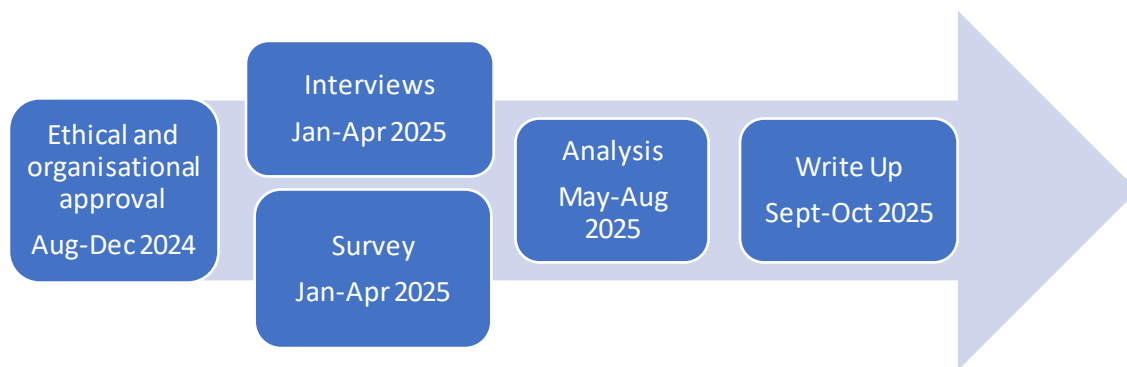 Ethical and
organisational
approval
Aug-Dec 2024
Interviews
Jan-Apr 2025
Survey
Jan-Apr 2025
Analysis
May-Aug
2025
Write Up
Sept-Oct 2025